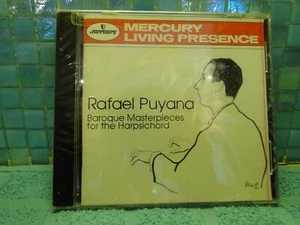 mercury
MERCURY
LIVING PRESENCE
Rafael Puyana
Baroque Masterpieces
for the Harpsichord